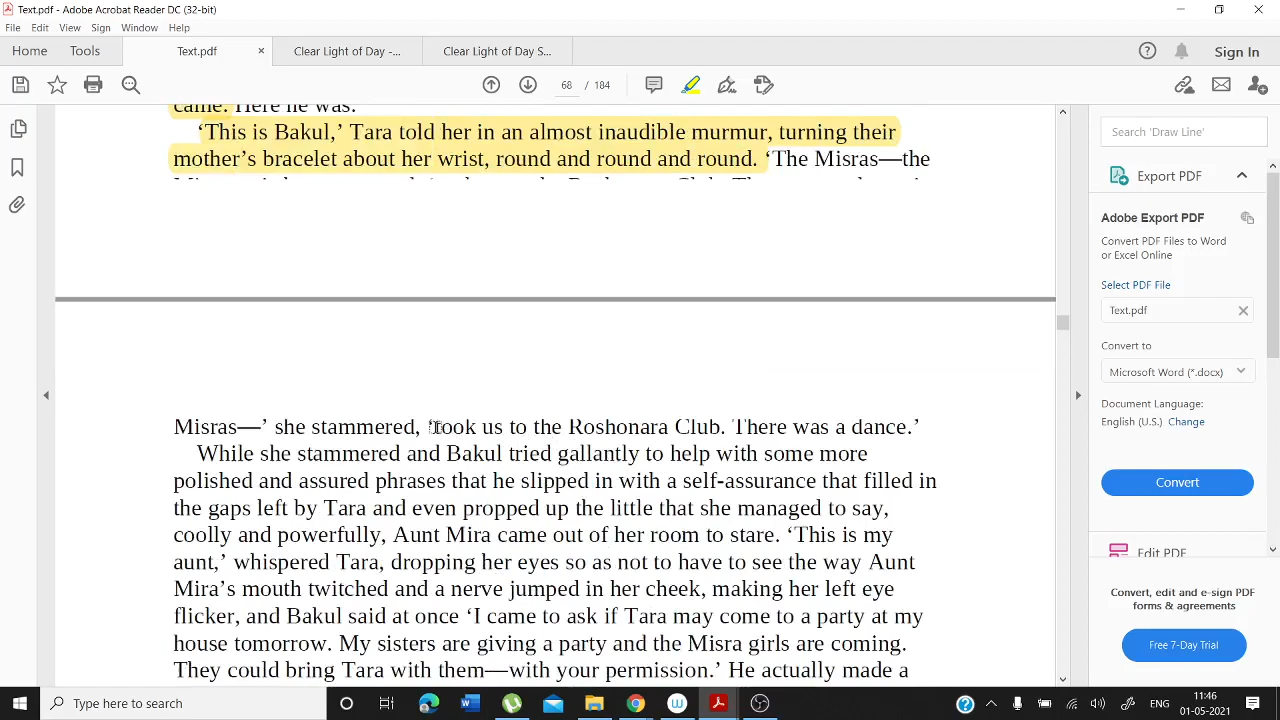 Text.pdf - Adobe Acrobat Reader DC (32-bit)
File Edit View Sign Window Help
Home Tools Text.pdf × Clear Light of Day -... Clear Light of Day S... Sign In
68 / 184
came. Here he was.
‘This is Bakul,’ Tara told her in an almost inaudible murmur, turning their
mother’s bracelet about her wrist, round and round and round. ‘The Misras—the
Misras—’ she stammered, ‘took us to the Roshonara Club. There was a dance.’
While she stammered and Bakul tried gallantly to help with some more
polished and assured phrases that he slipped in with a self-assurance that filled in
the gaps left by Tara and even propped up the little that she managed to say,
coolly and powerfully, Aunt Mira came out of her room to stare. ‘This is my
aunt,’ whispered Tara, dropping her eyes so as not to have to see the way Aunt
Mira’s mouth twitched and a nerve jumped in her cheek, making her left eye
flicker, and Bakul said at once ‘I came to ask if Tara may come to a party at my
house tomorrow. My sisters are giving a party and the Misra girls are coming.
They could bring Tara with them—with your permission.’ He actually made a
Search 'Draw Line'
Export PDF
Adobe Export PDF
Convert PDF Files to Word
or Excel Online
Select PDF File
Text.pdf
Convert to
Microsoft Word (*.docx)
Document Language:
English (U.S.) Change
Convert
Edit PDF
Convert, edit and e-sign PDF
forms & agreements
Free 7-Day Trial
Type here to search
ENG
11:46
01-05-2021